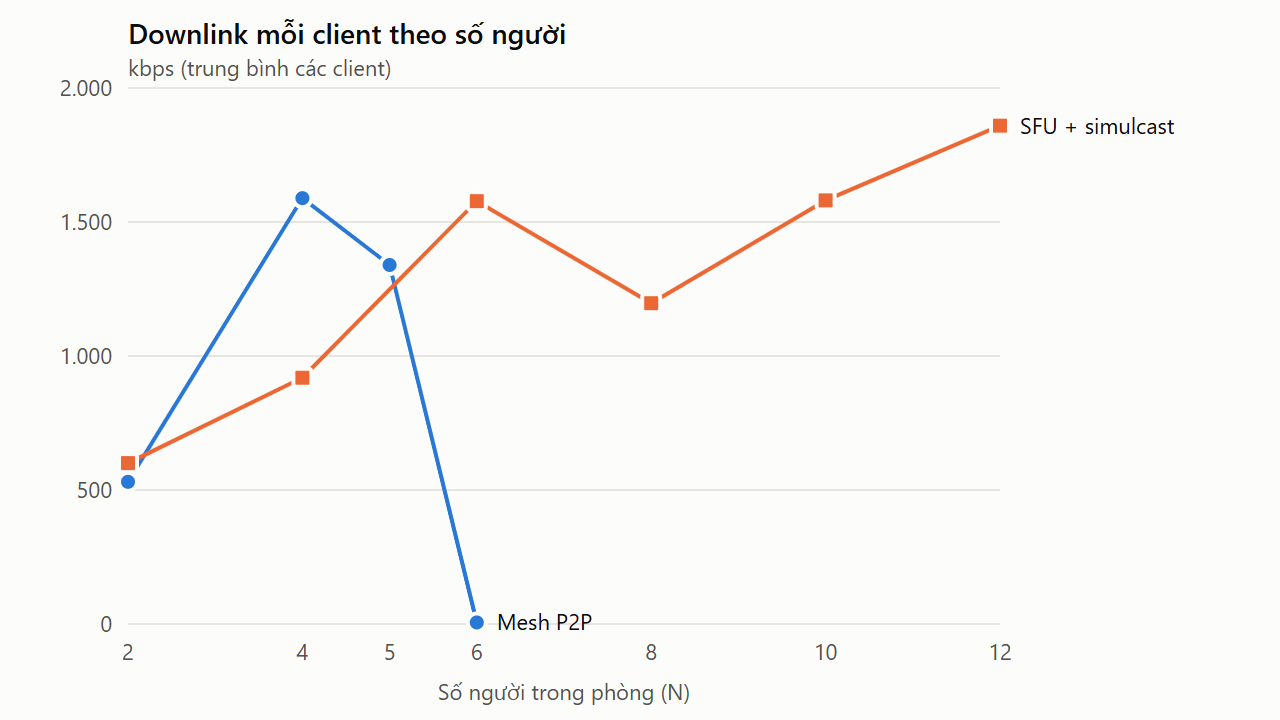 Downlink mỗi client theo số người
kbps (trung bình các client)
2.000
1.500
1.000
500
0
SFU + simulcast
Mesh P2P
2 4 5 6 8 10 12
Số người trong phòng (N)